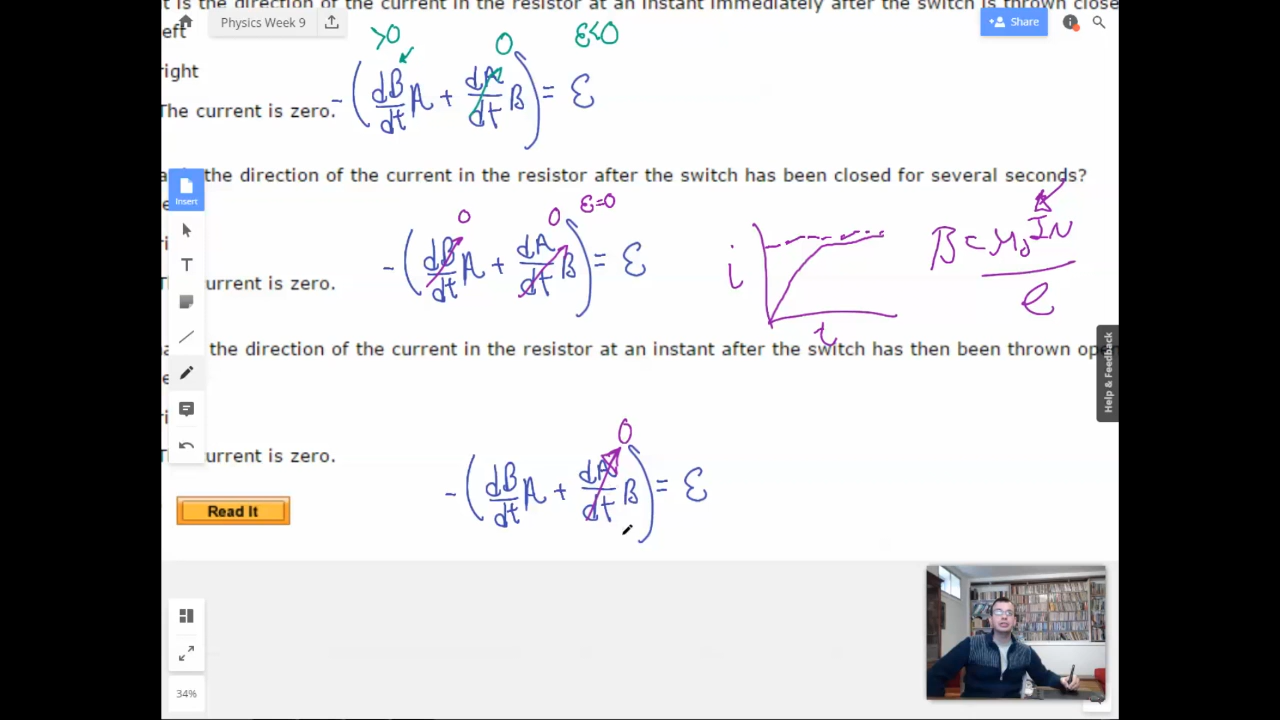 t is the direction of the current in the resistor at an instant immediately after the switch is thrown close
Physics Week 9
Share
eft
>0
0
ε<0
right
-(dB/dt A + dA/dt B) = ε
The current is zero.
the direction of the current in the resistor after the switch has been closed for several seconds?
Insert
0
0
ε=0
-(dB/dt A + dA/dt B) = ε
i
t
B = μ₀ I N / ℓ
T
urrent is zero.
the direction of the current in the resistor at an instant after the switch has then been thrown ope
Help & Feedback
0
urrent is zero.
-(dB/dt A + dA/dt B) = ε
Read It
34%